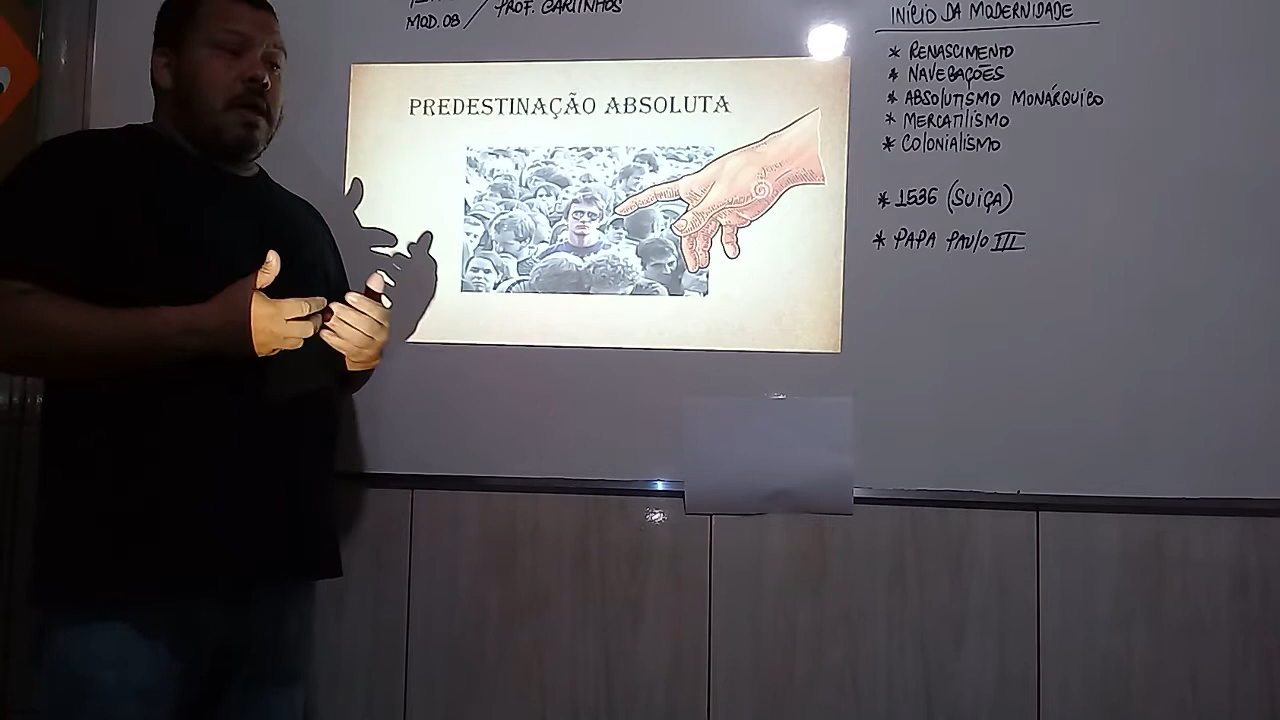 MOD. 08 / PROF. CARLINHOS
PREDESTINAÇÃO ABSOLUTA
INÍCIO DA MODERNIDADE
* RENASCIMENTO
* NAVEGAÇÕES
* ABSOLUTISMO MONÁRQUICO
* MERCANTILISMO
* COLONIALISMO
* 1536 (SUIÇA)
* PAPA PAULO III